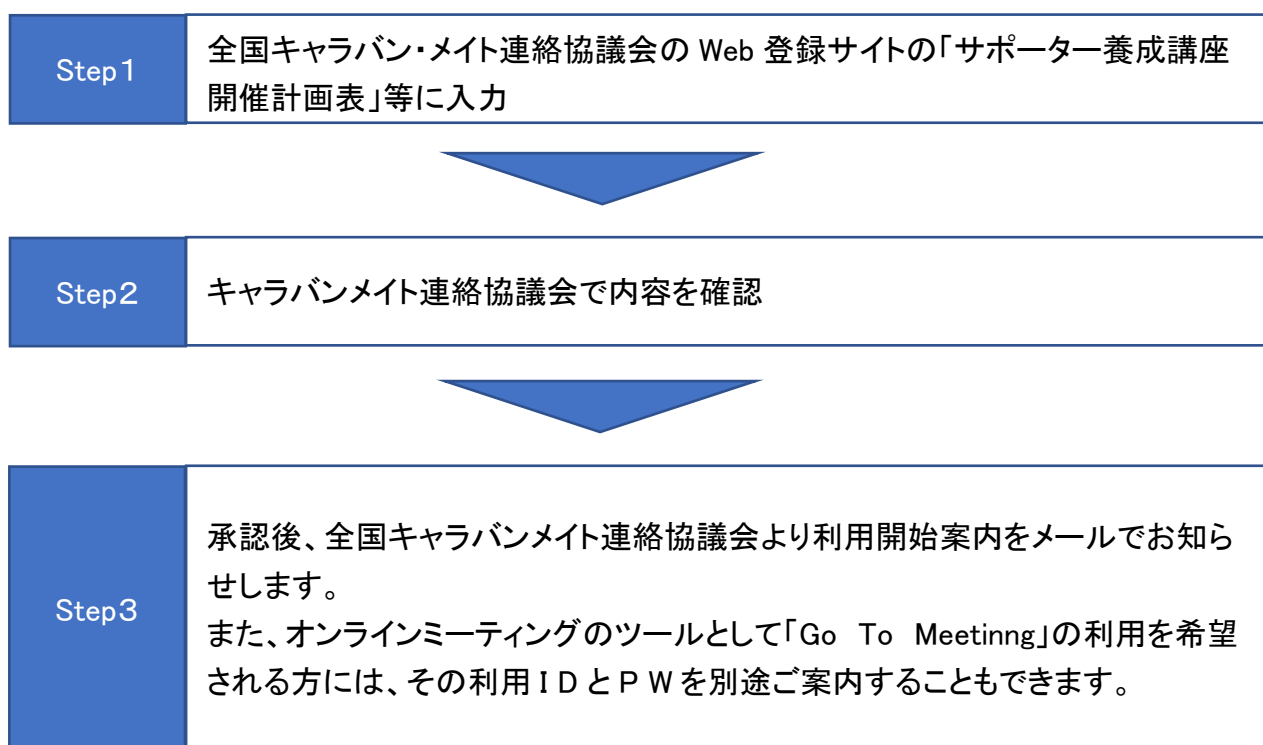 Step1
全国キャラバン・メイト連絡協議会の Web 登録サイトの「サポーター養成講座
開催計画表」等に入力
Step2
キャラバンメイト連絡協議会で内容を確認
Step3
承認後、全国キャラバンメイト連絡協議会より利用開始案内をメールでお知ら
せします。
また、オンラインミーティングのツールとして「Go　To　Meetinng」の利用を希望
される方には、その利用ＩＤとＰＷを別途ご案内することもできます。